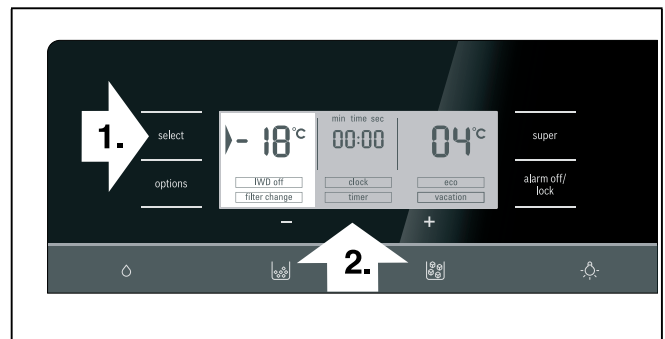 1.
select
options
- 18°C
min time sec
00:00
04°C
IWD off
clock
eco
filter change
timer
vacation
super
alarm off/
lock
−
+
2.